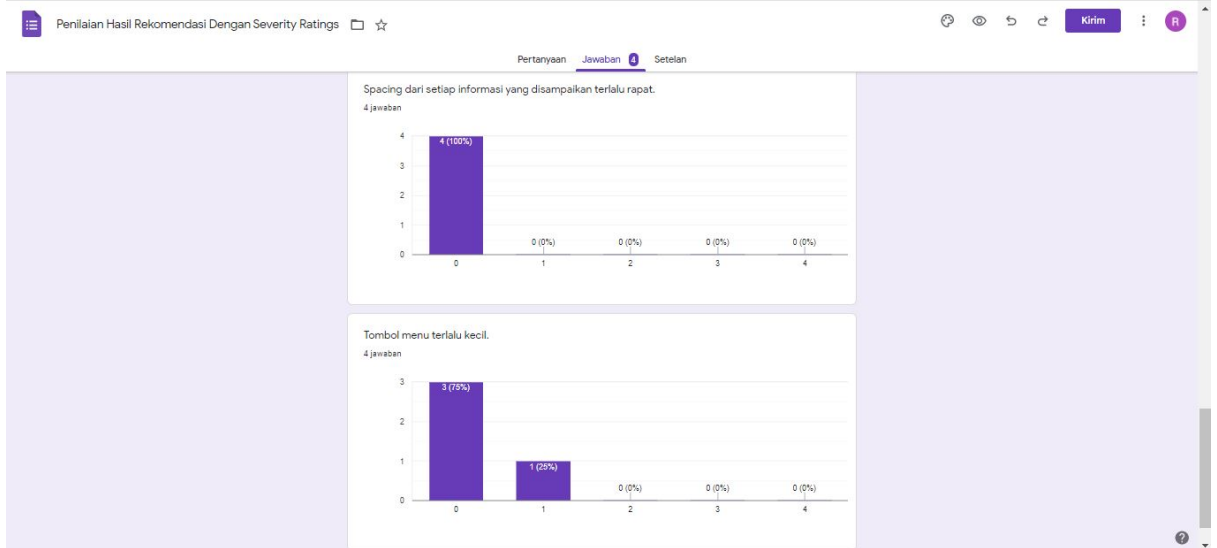 Penilaian Hasil Rekomendasi Dengan Severity Ratings
Kirim
R
Pertanyaan Jawaban 4 Setelan
Spacing dari setiap informasi yang disampaikan terlalu rapat.
4 jawaban
4
3
2
1
0
4 (100%)
0 (0%) 0 (0%) 0 (0%) 0 (0%)
0 1 2 3 4
Tombol menu terlalu kecil.
4 jawaban
3
2
1
0
3 (75%)
1 (25%)
0 (0%) 0 (0%) 0 (0%)
0 1 2 3 4
?